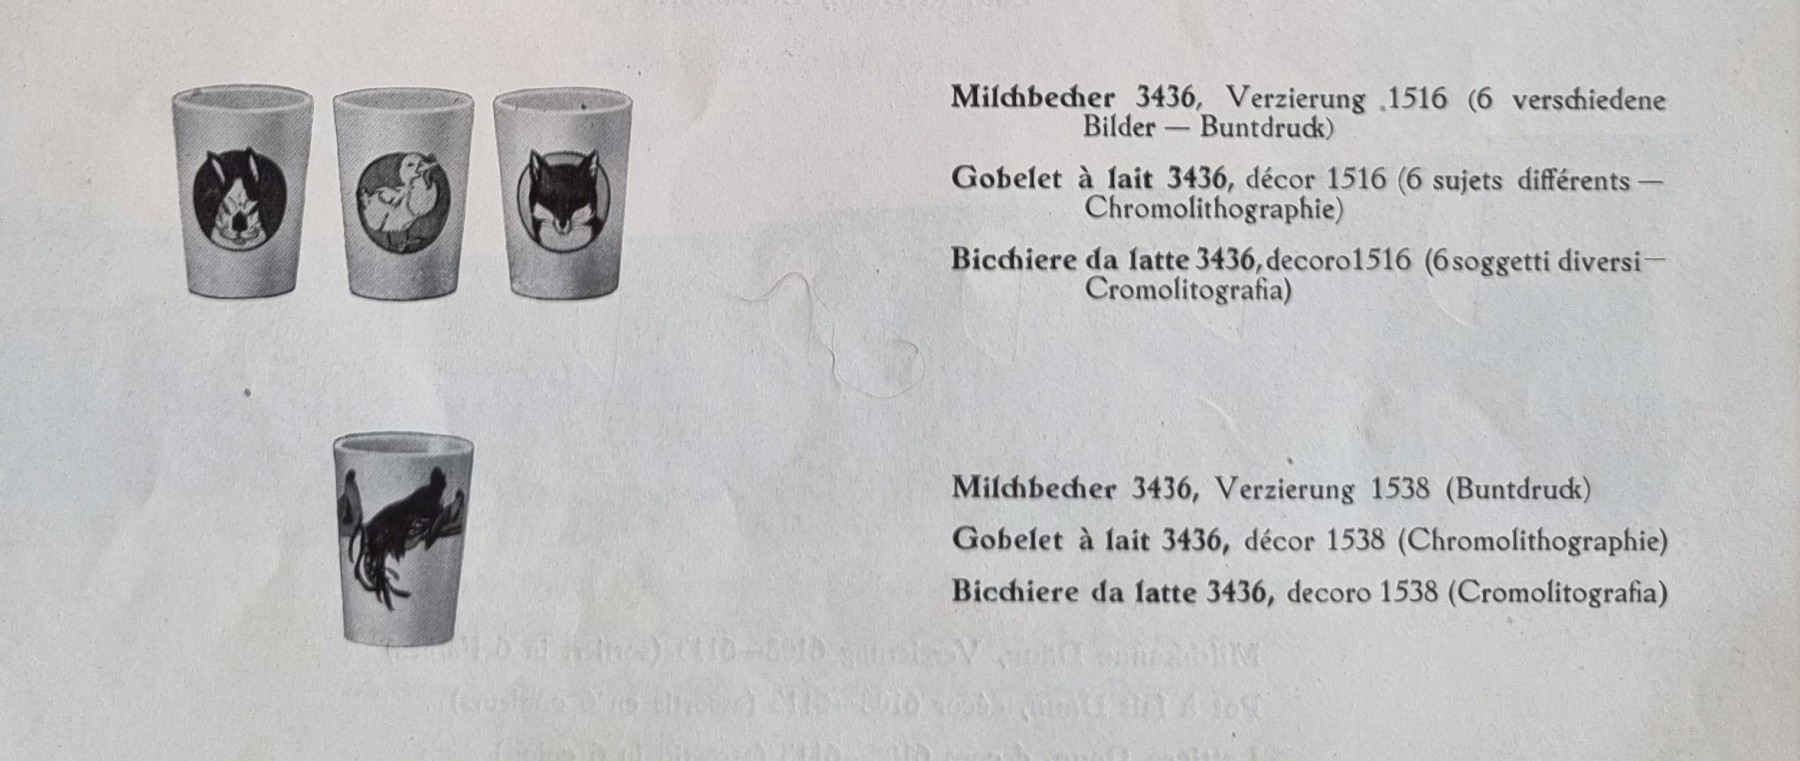 Milchbecher 3436, Verzierung 1516 (6 verschiedene
Bilder — Buntdruck)
Gobelet à lait 3436, décor 1516 (6 sujets différents —
Chromolithographie)
Bicchiere da latte 3436, decoro 1516 (6 soggetti diversi —
Cromolitografia)
Milchbecher 3436, Verzierung 1538 (Buntdruck)
Gobelet à lait 3436, décor 1538 (Chromolithographie)
Bicchiere da latte 3436, decoro 1538 (Cromolitografia)